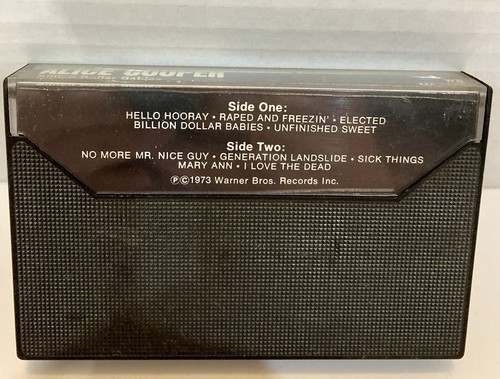 ALICE COOPER
Side One:
HELLO HOORAY • RAPED AND FREEZIN' • ELECTED
BILLION DOLLAR BABIES • UNFINISHED SWEET
Side Two:
NO MORE MR. NICE GUY • GENERATION LANDSLIDE • SICK THINGS
MARY ANN • I LOVE THE DEAD
ⓅⒸ1973 Warner Bros. Records Inc.